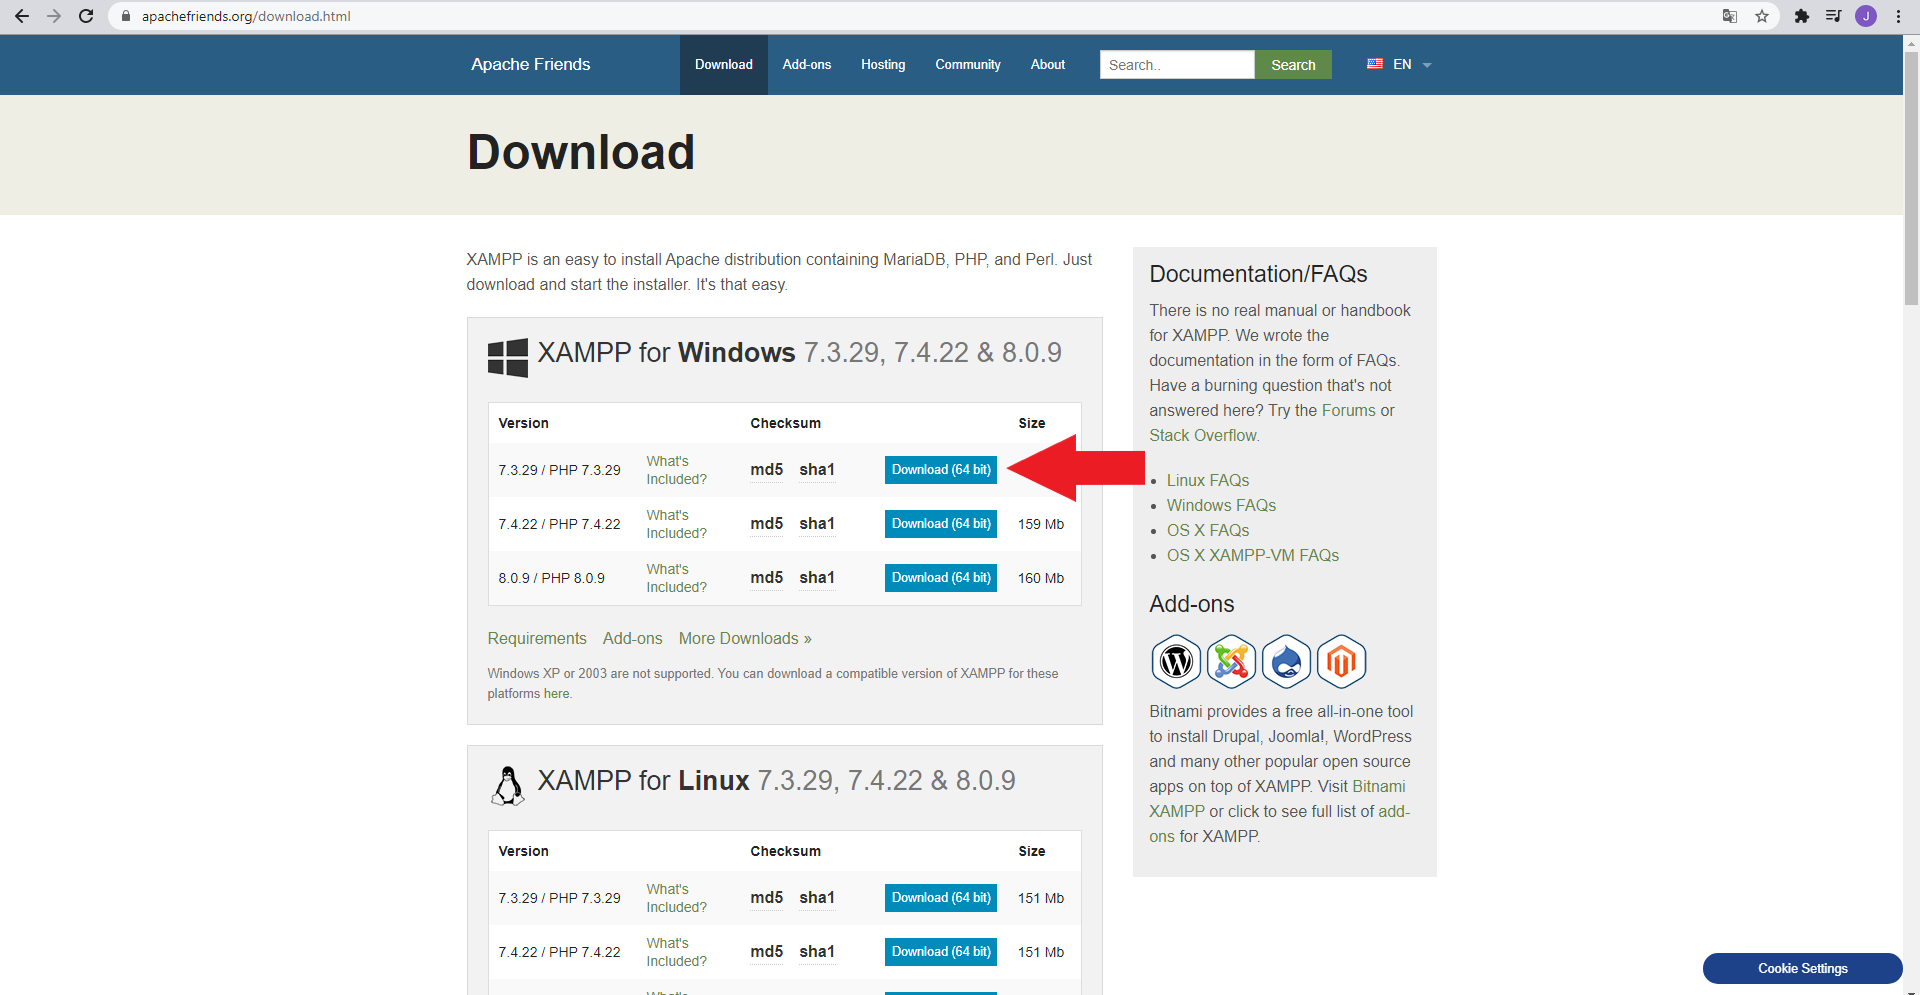 apachefriends.org/download.html
J
Apache Friends
Download
Add-ons
Hosting
Community
About
Search..
Search
EN
Download
XAMPP is an easy to install Apache distribution containing MariaDB, PHP, and Perl. Just
download and start the installer. It's that easy.
XAMPP for Windows 7.3.29, 7.4.22 & 8.0.9
Version Checksum Size
7.3.29 / PHP 7.3.29 What's Included? md5 sha1 Download (64 bit)
7.4.22 / PHP 7.4.22 What's Included? md5 sha1 Download (64 bit) 159 Mb
8.0.9 / PHP 8.0.9 What's Included? md5 sha1 Download (64 bit) 160 Mb
Requirements Add-ons More Downloads »
Windows XP or 2003 are not supported. You can download a compatible version of XAMPP for these
platforms here.
XAMPP for Linux 7.3.29, 7.4.22 & 8.0.9
Version Checksum Size
7.3.29 / PHP 7.3.29 What's Included? md5 sha1 Download (64 bit) 151 Mb
7.4.22 / PHP 7.4.22 What's Included? md5 sha1 Download (64 bit) 151 Mb
Documentation/FAQs
There is no real manual or handbook
for XAMPP. We wrote the
documentation in the form of FAQs.
Have a burning question that's not
answered here? Try the Forums or
Stack Overflow.
• Linux FAQs
• Windows FAQs
• OS X FAQs
• OS X XAMPP-VM FAQs
Add-ons
Bitnami provides a free all-in-one tool
to install Drupal, Joomla!, WordPress
and many other popular open source
apps on top of XAMPP. Visit Bitnami
XAMPP or click to see full list of add-
ons for XAMPP.
Cookie Settings